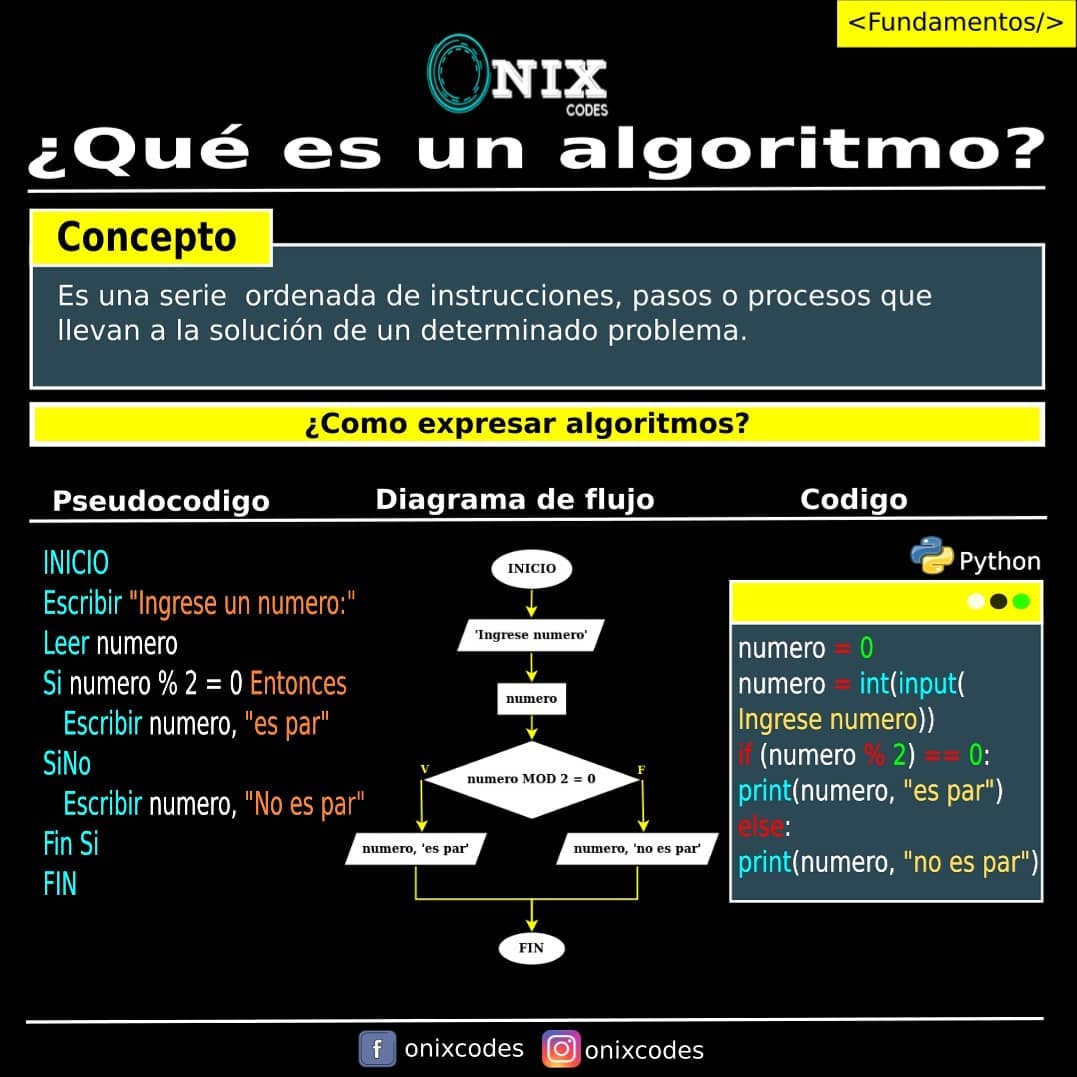 <Fundamentos/>
ONIX
CODES
¿Qué es un algoritmo?
Concepto
Es una serie ordenada de instrucciones, pasos o procesos que
llevan a la solución de un determinado problema.
¿Como expresar algoritmos?
Pseudocodigo
INICIO
Escribir "Ingrese un numero:"
Leer numero
Si numero % 2 = 0 Entonces
Escribir numero, "es par"
SiNo
Escribir numero, "No es par"
Fin Si
FIN
Diagrama de flujo
INICIO
'Ingrese numero'
numero
numero MOD 2 = 0
V
F
numero, 'es par'
numero, 'no es par'
FIN
Codigo
Python
numero = 0
numero = int(input(
Ingrese numero))
if (numero % 2) == 0:
print(numero, "es par")
else:
print(numero, "no es par")
f onixcodes
onixcodes